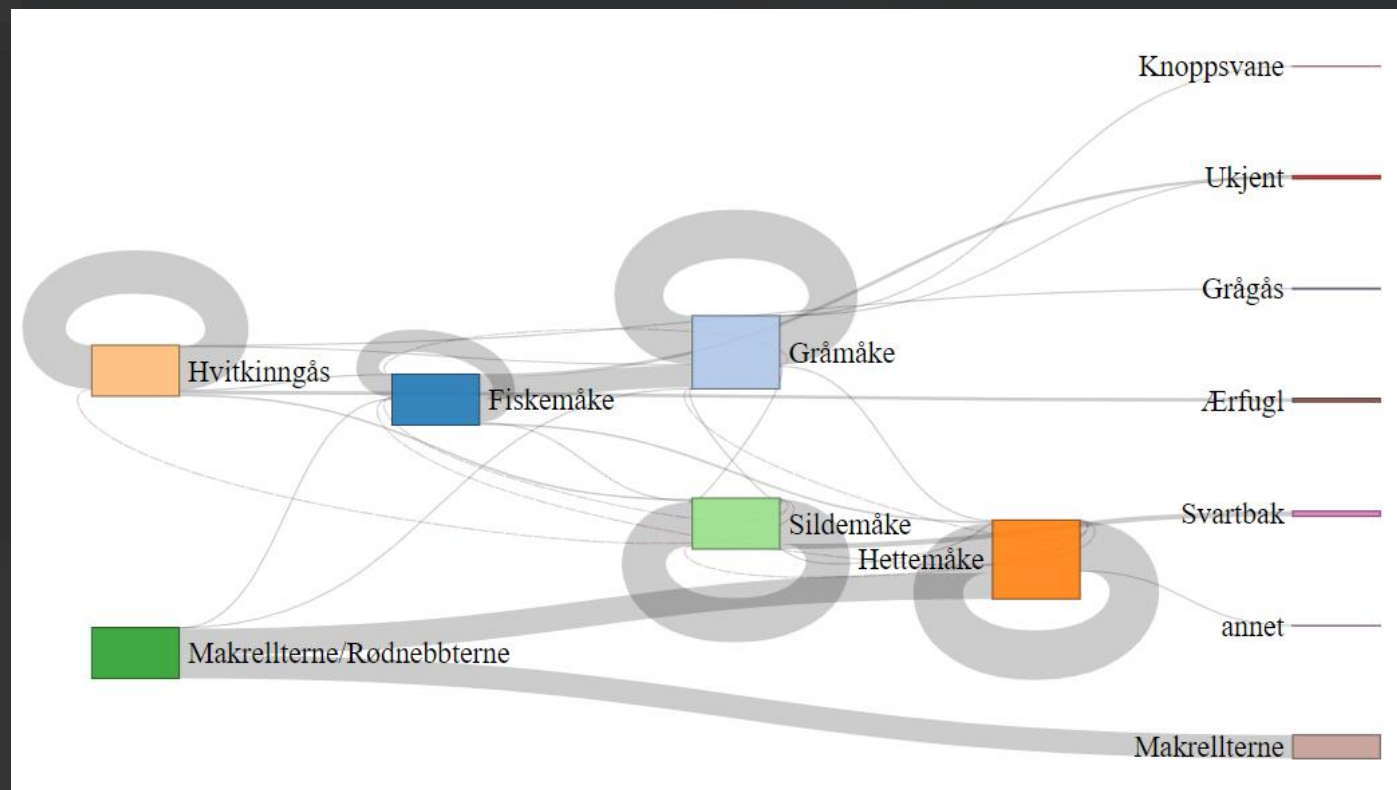 Knoppsvane
Ukjent
Grågås
Hvitkinngås
Gråmåke
Fiskemåke
Ærfugl
Sildemåke
Svartbak
Hettemåke
annet
Makrellterne/Rødnebbterne
Makrellterne